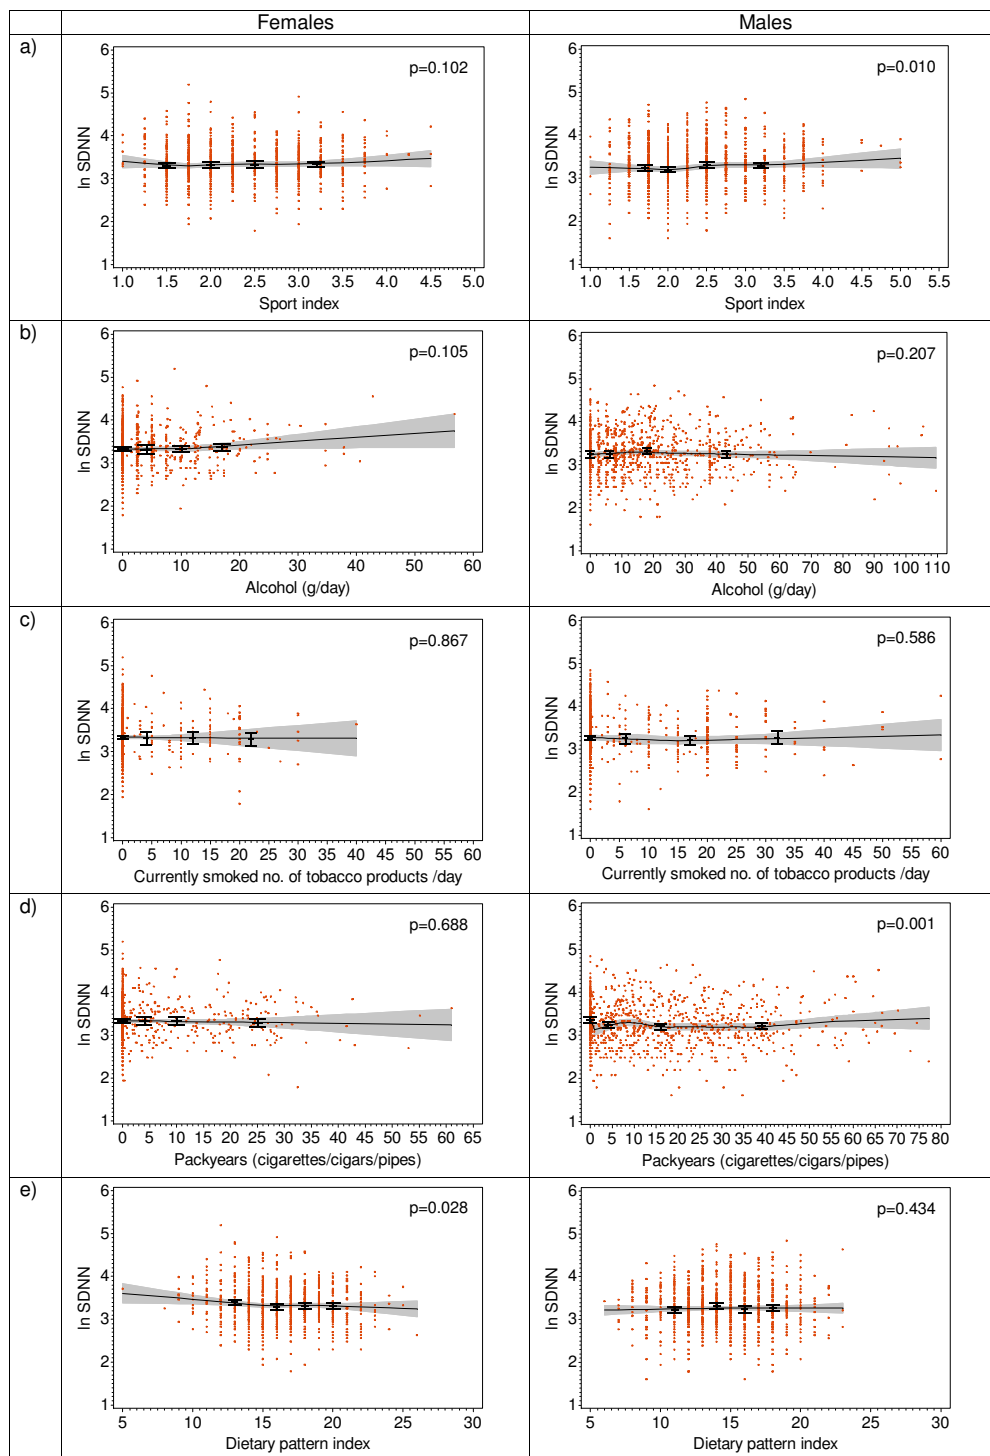 Females Males
a)
6
5
4
3
2
1
ln SDNN
p=0.102
1.0 1.5 2.0 2.5 3.0 3.5 4.0 4.5 5.0
Sport index
6
5
4
3
2
1
ln SDNN
p=0.010
1.0 1.5 2.0 2.5 3.0 3.5 4.0 4.5 5.0 5.5
Sport index
b)
6
5
4
3
2
1
ln SDNN
p=0.105
0 10 20 30 40 50 60
Alcohol (g/day)
6
5
4
3
2
1
ln SDNN
p=0.207
0 10 20 30 40 50 60 70 80 90 100 110
Alcohol (g/day)
c)
6
5
4
3
2
1
ln SDNN
p=0.867
0 5 10 15 20 25 30 35 40 45 50 55 60
Currently smoked no. of tobacco products /day
6
5
4
3
2
1
ln SDNN
p=0.586
0 5 10 15 20 25 30 35 40 45 50 55 60
Currently smoked no. of tobacco products /day
d)
6
5
4
3
2
1
ln SDNN
p=0.688
0 5 10 15 20 25 30 35 40 45 50 55 60 65
Packyears (cigarettes/cigars/pipes)
6
5
4
3
2
1
ln SDNN
p=0.001
0 5 10 15 20 25 30 35 40 45 50 55 60 65 70 75 80
Packyears (cigarettes/cigars/pipes)
e)
6
5
4
3
2
1
ln SDNN
p=0.028
5 10 15 20 25 30
Dietary pattern index
6
5
4
3
2
1
ln SDNN
p=0.434
5 10 15 20 25 30
Dietary pattern index